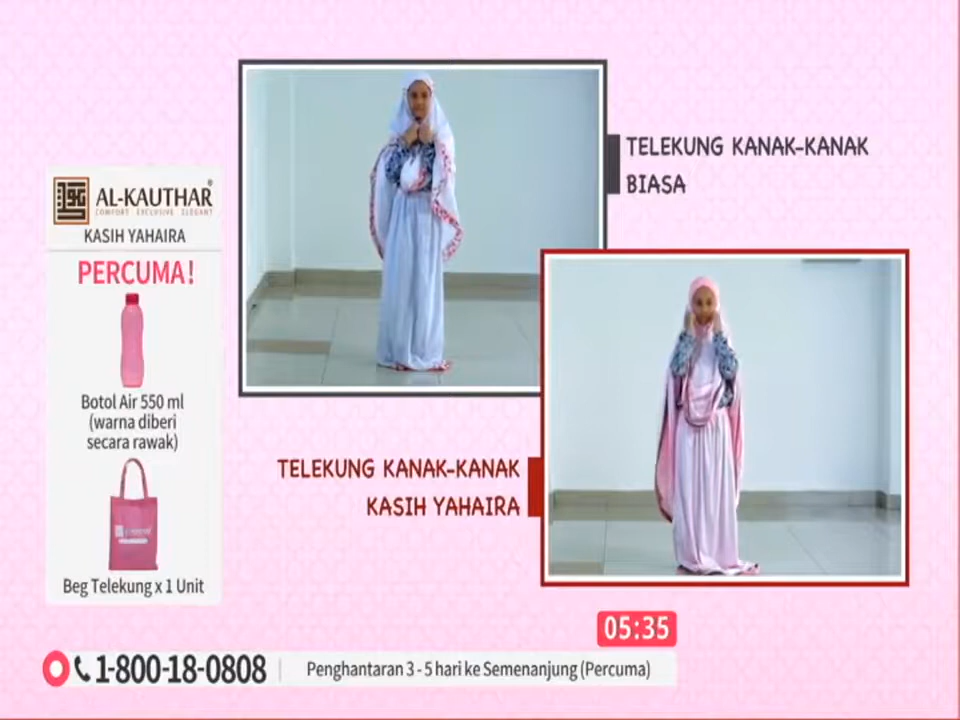 AL-KAUTHAR®
COMFORT EXCLUSIVE ELEGANT
KASIH YAHAIRA
PERCUMA!
Botol Air 550 ml
(warna diberi
secara rawak)
Beg Telekung x 1 Unit
TELEKUNG KANAK-KANAK
BIASA
TELEKUNG KANAK-KANAK
KASIH YAHAIRA
05:35
1-800-18-0808
Penghantaran 3 - 5 hari ke Semenanjung (Percuma)